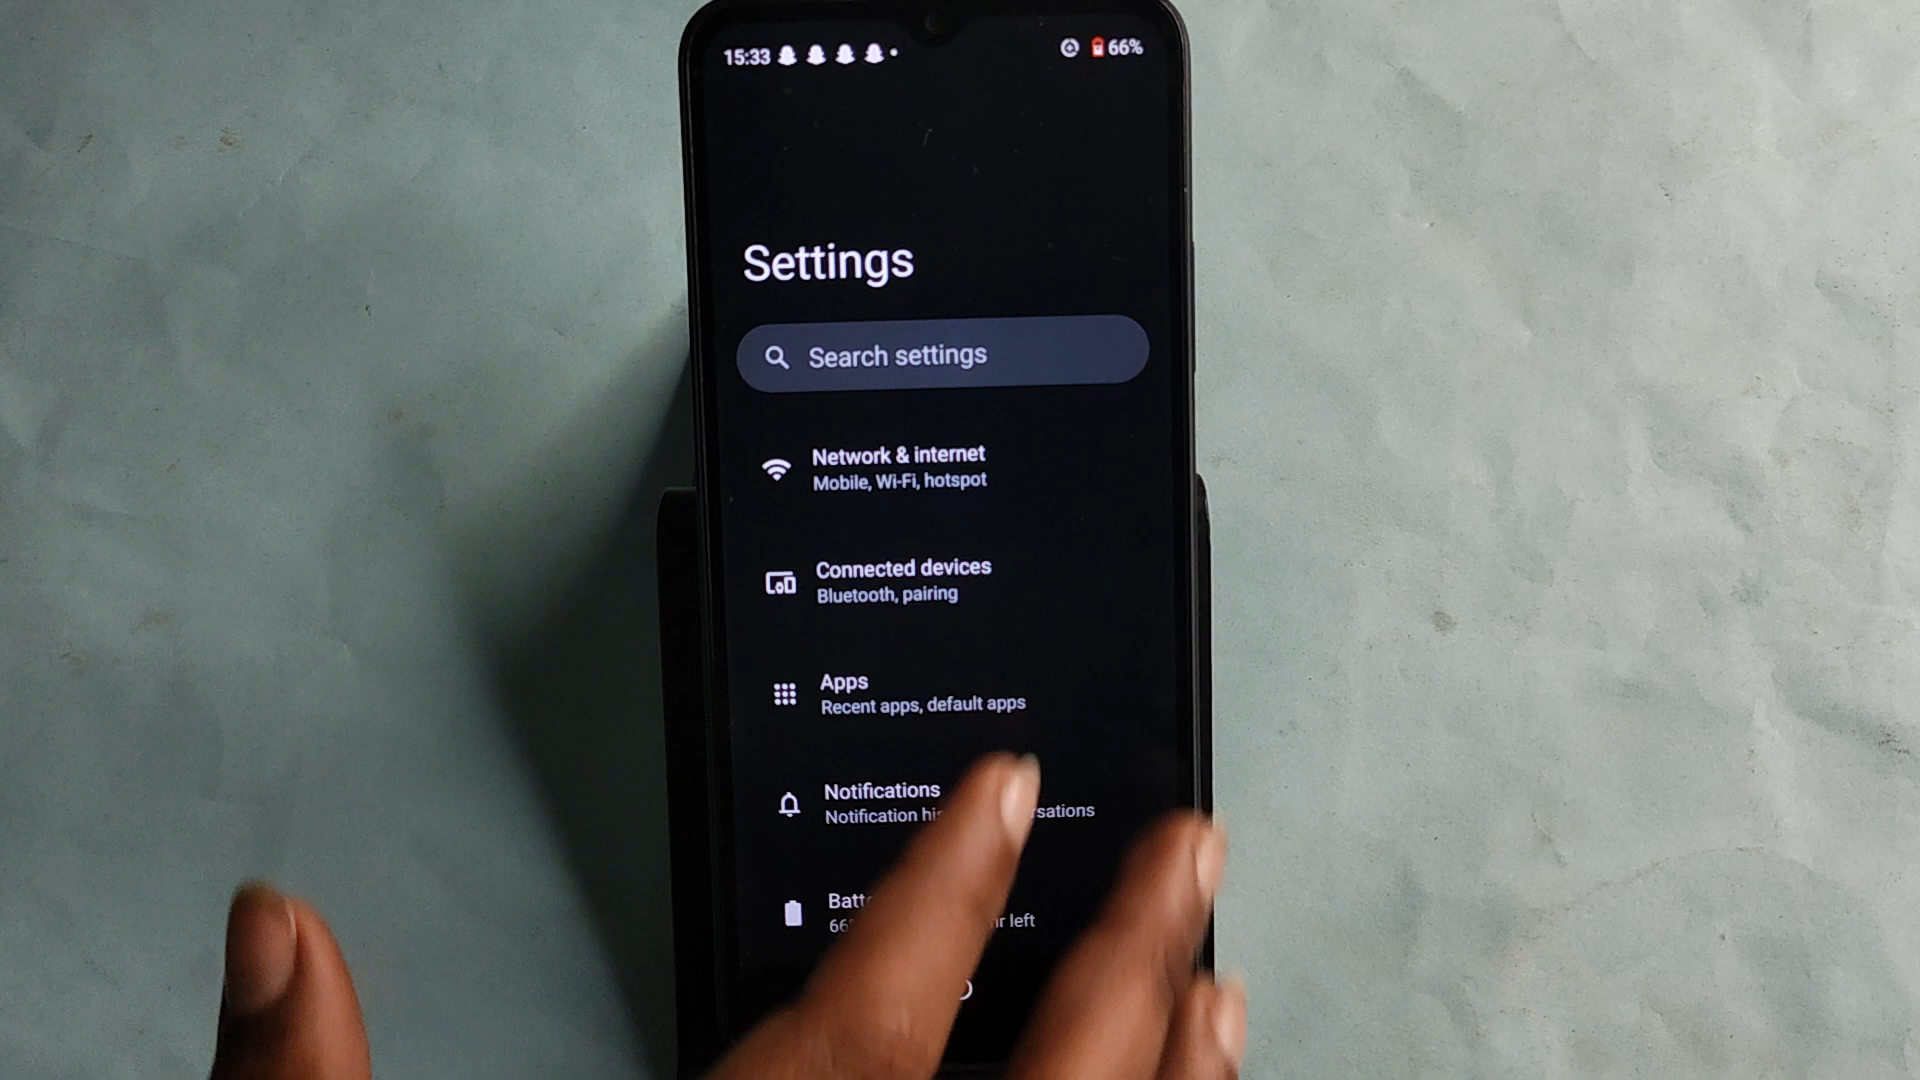 15:33
66%
Settings
Search settings
Network & internet
Mobile, Wi-Fi, hotspot
Connected devices
Bluetooth, pairing
Apps
Recent apps, default apps
Notifications
Notification
left